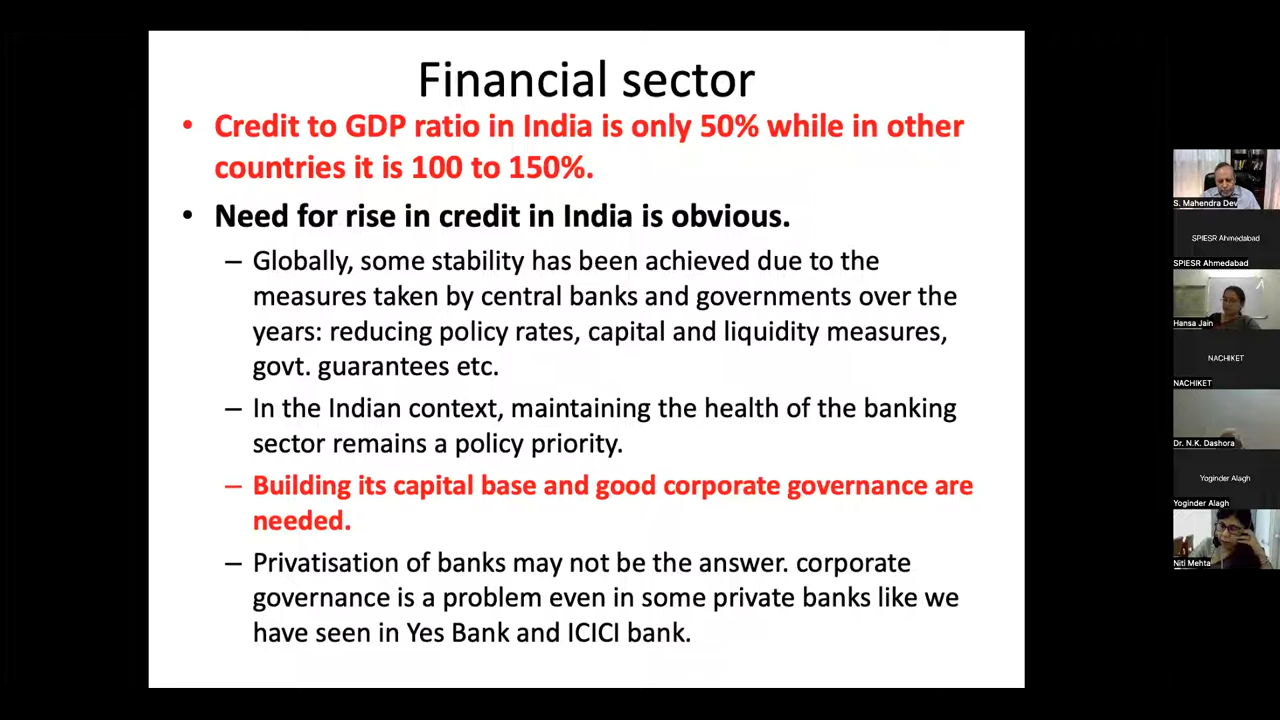 Financial sector
• Credit to GDP ratio in India is only 50% while in other
countries it is 100 to 150%.
• Need for rise in credit in India is obvious.
– Globally, some stability has been achieved due to the
measures taken by central banks and governments over the
years: reducing policy rates, capital and liquidity measures,
govt. guarantees etc.
– In the Indian context, maintaining the health of the banking
sector remains a policy priority.
– Building its capital base and good corporate governance are
needed.
– Privatisation of banks may not be the answer. corporate
governance is a problem even in some private banks like we
have seen in Yes Bank and ICICI bank.
S. Mahendra Dev
SPIESR Ahmedabad
SPIESR Ahmedabad
Hansa Jain
NACHIKET
NACHIKET
Dr. N.K. Dashora
Yoginder Alagh
Yoginder Alagh
Niti Mehta